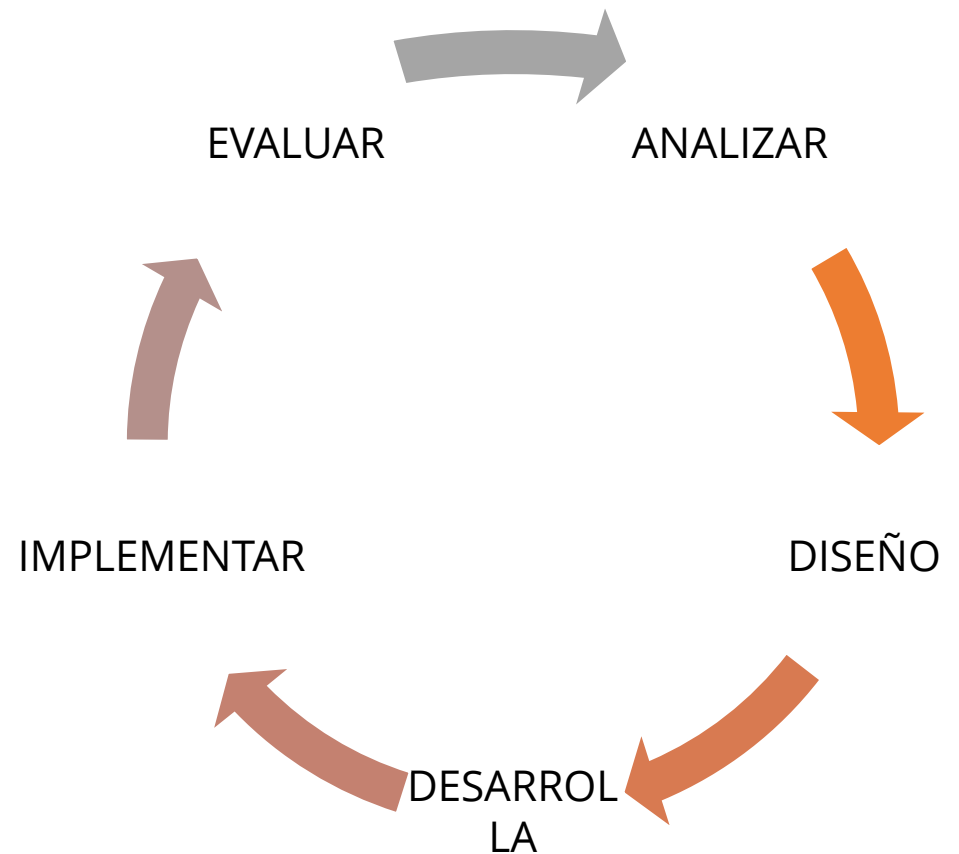 EVALUAR
ANALIZAR
IMPLEMENTAR
DISEÑO
DESARROL
LA